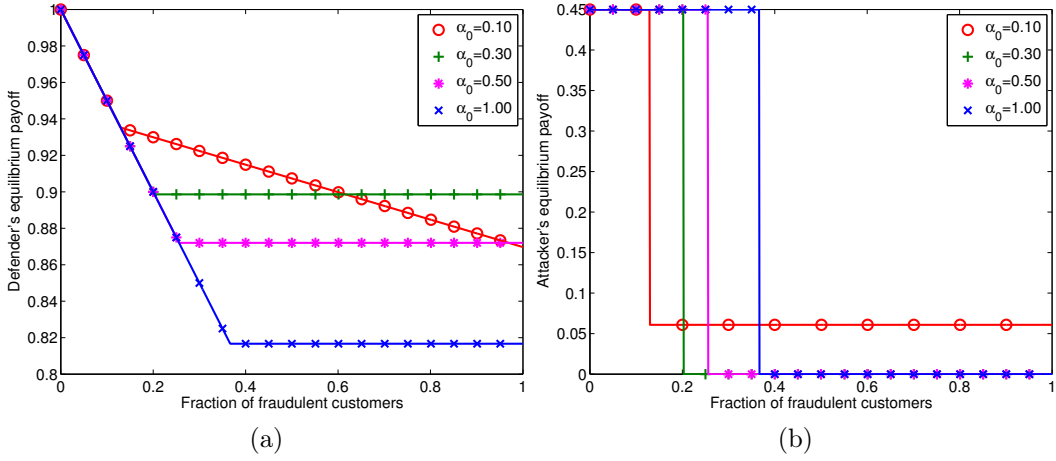 Defender's equilibrium payoff
1
0.98
0.96
0.94
0.92
0.9
0.88
0.86
0.84
0.82
0.8
0 0.2 0.4 0.6 0.8 1
Fraction of fraudulent customers
α0=0.10
α0=0.30
α0=0.50
α0=1.00
(a)
Attacker's equlibrium payoff
0.45
0.4
0.35
0.3
0.25
0.2
0.15
0.1
0.05
0
0 0.2 0.4 0.6 0.8 1
Fraction of fraudulent customers
α0=0.10
α0=0.30
α0=0.50
α0=1.00
(b)